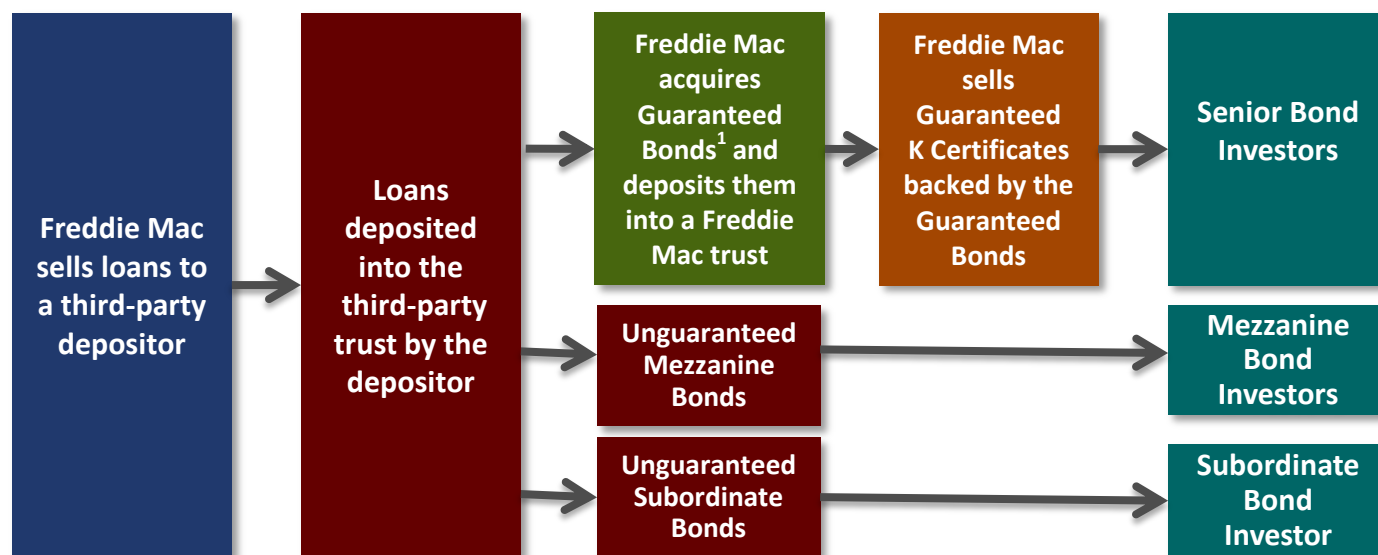 Freddie Mac
sells loans to
a third-party
depositor
Loans
deposited
into the
third-party
trust by the
depositor
Freddie Mac
acquires
Guaranteed
Bonds¹ and
deposits them
into a Freddie
Mac trust
Freddie Mac
sells
Guaranteed
K Certificates
backed by the
Guaranteed
Bonds
Senior Bond
Investors
Unguaranteed
Mezzanine
Bonds
Mezzanine
Bond
Investors
Unguaranteed
Subordinate
Bonds
Subordinate
Bond
Investor